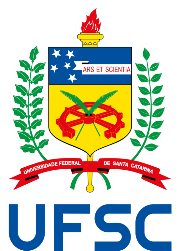 ARS ET SCIENTIA
UNIVERSIDADE FEDERAL DE SANTA CATARINA
UFSC